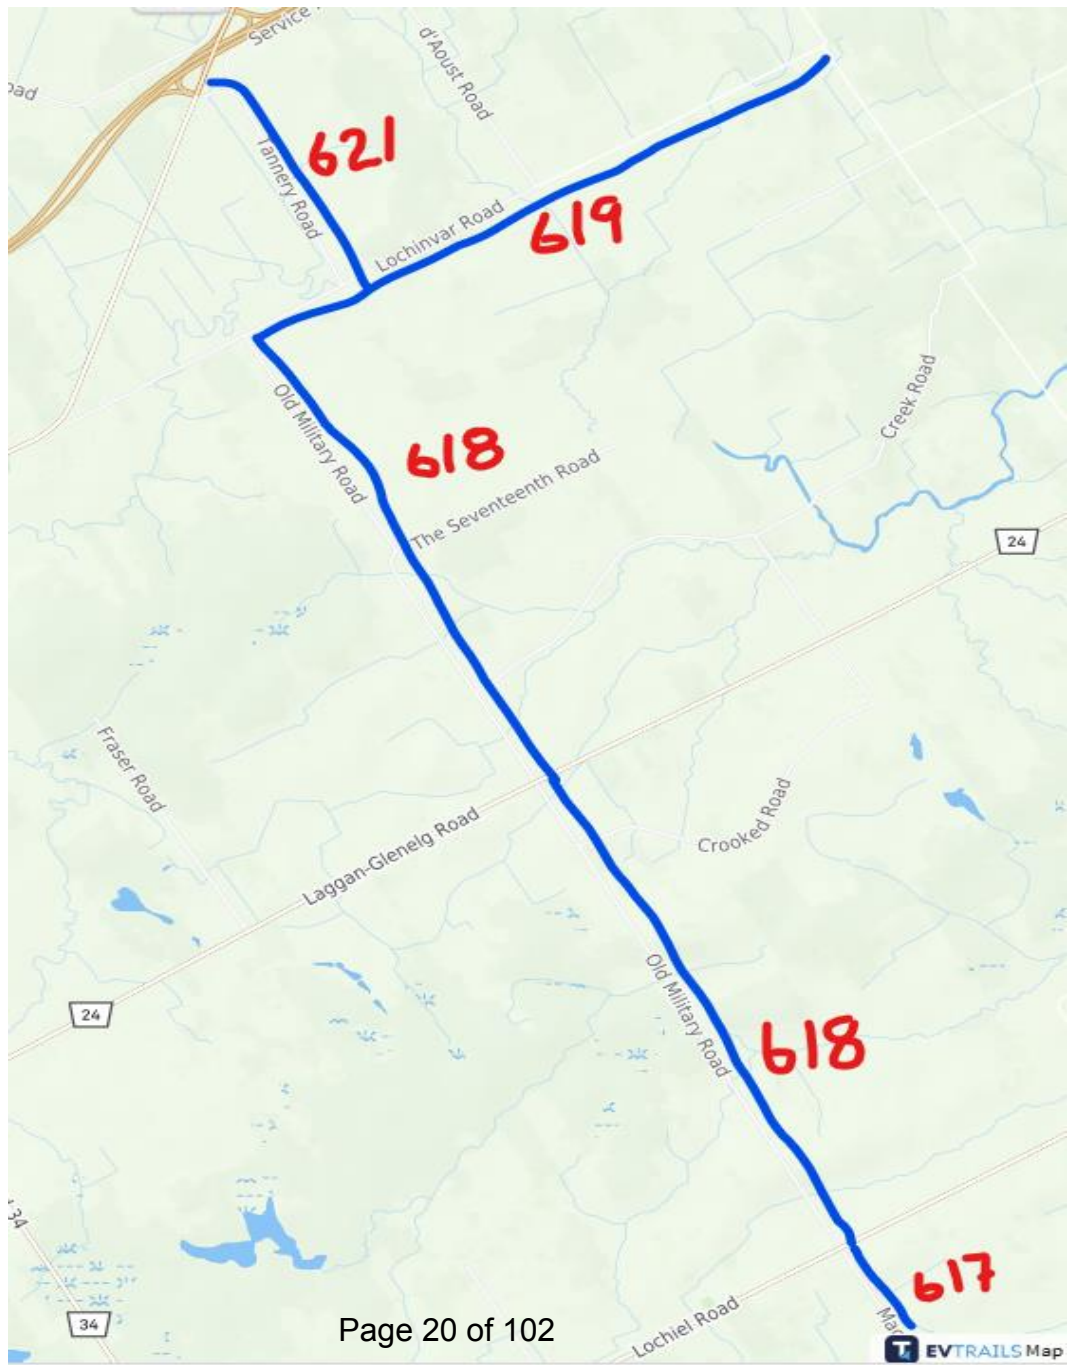 Service
d'Aoust Road
oad
621
Tannery Road
619
Lochinvar Road
Creek Road
Old Military Road
618
The Seventeenth Road
24
Fraser Road
Crooked Road
Laggan-Glenelg Road
Old Military Road
24
618
34
617
Mac
34
Page 20 of 102
Lochiel Road
EVTRAILS Map